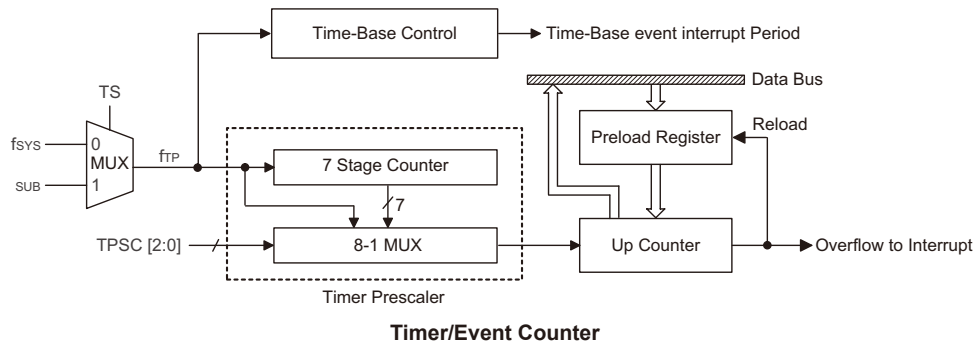 Time-Base Control
Time-Base event interrupt Period
Data Bus
TS
Preload Register
Reload
fSYS
0
MUX
fTP
7 Stage Counter
SUB
1
7
TPSC [2:0]
8-1 MUX
Up Counter
Overflow to Interrupt
Timer Prescaler
Timer/Event Counter